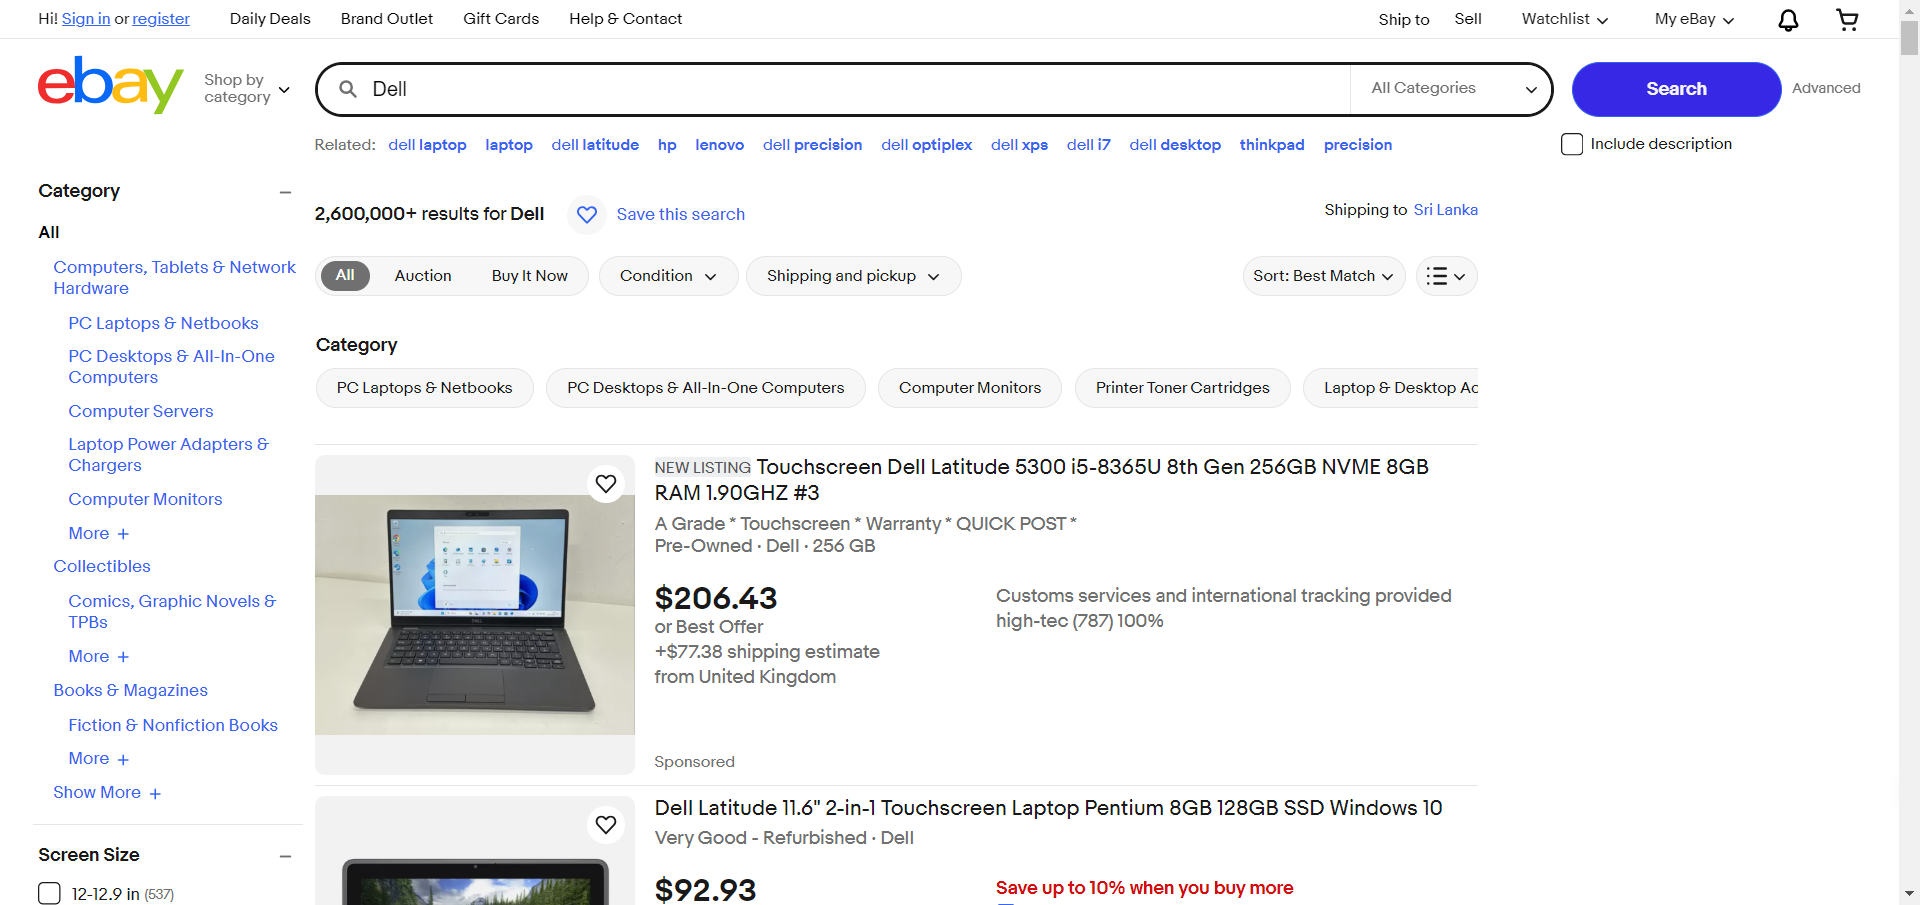 Hi! Sign in or register
Daily Deals
Brand Outlet
Gift Cards
Help & Contact
Ship to
Sell
Watchlist
My eBay
ebay
Shop by
category
Dell
All Categories
Search
Advanced
Related: dell laptop laptop dell latitude hp lenovo dell precision dell optiplex dell xps dell i7 dell desktop thinkpad precision
Include description
Category
All
Computers, Tablets & Network
Hardware
PC Laptops & Netbooks
PC Desktops & All-In-One
Computers
Computer Servers
Laptop Power Adapters &
Chargers
Computer Monitors
More +
Collectibles
Comics, Graphic Novels &
TPBs
More +
Books & Magazines
Fiction & Nonfiction Books
More +
Show More +
Screen Size
12-12.9 in (537)
2,600,000+ results for Dell
Save this search
Shipping to Sri Lanka
All
Auction
Buy It Now
Condition
Shipping and pickup
Sort: Best Match
Category
PC Laptops & Netbooks
PC Desktops & All-In-One Computers
Computer Monitors
Printer Toner Cartridges
Laptop & Desktop Ac
NEW LISTING Touchscreen Dell Latitude 5300 i5-8365U 8th Gen 256GB NVME 8GB
RAM 1.90GHZ #3
A Grade * Touchscreen * Warranty * QUICK POST *
Pre-Owned · Dell · 256 GB
$206.43
or Best Offer
+$77.38 shipping estimate
from United Kingdom
Customs services and international tracking provided
high-tec (787) 100%
Sponsored
Dell Latitude 11.6" 2-in-1 Touchscreen Laptop Pentium 8GB 128GB SSD Windows 10
Very Good - Refurbished · Dell
$92.93
Save up to 10% when you buy more